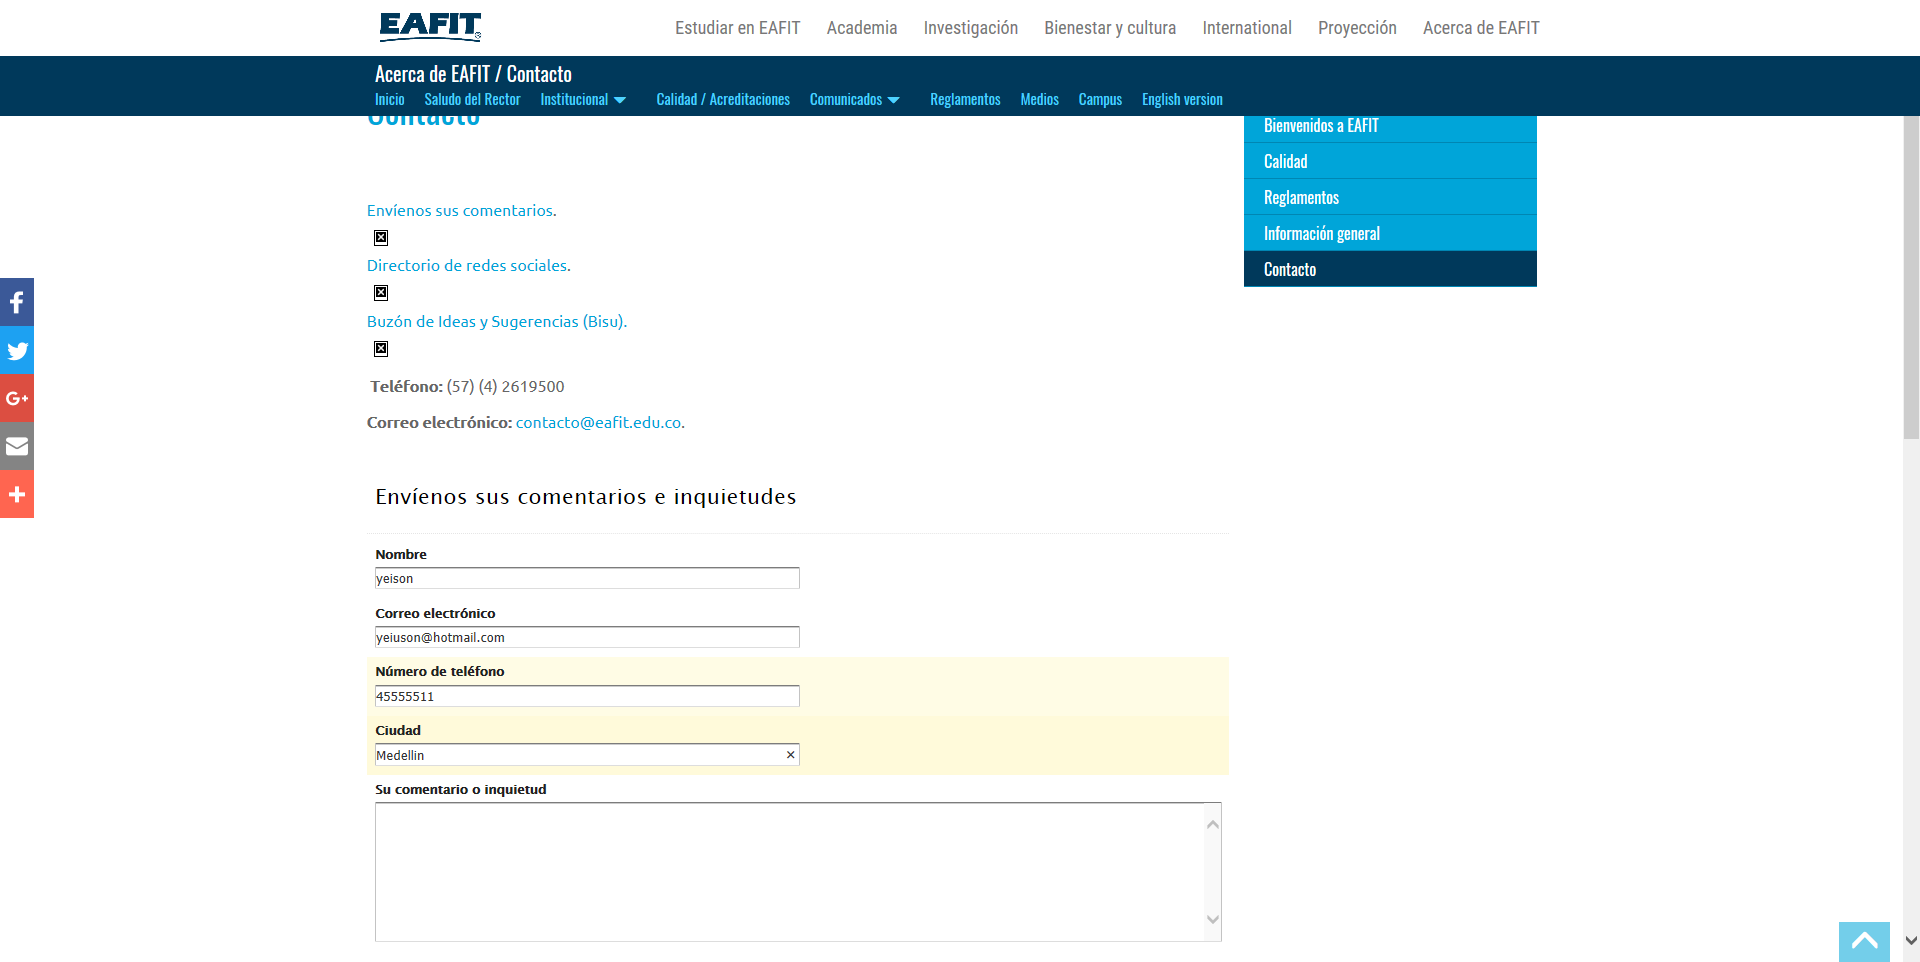 EAFIT
Estudiar en EAFIT Academia Investigación Bienestar y cultura International Proyección Acerca de EAFIT
Acerca de EAFIT / Contacto
Inicio Saludo del Rector Institucional Calidad / Acreditaciones Comunicados Reglamentos Medios Campus English version
Contacto
Bienvenidos a EAFIT
Calidad
Reglamentos
Información general
Contacto
Envíenos sus comentarios.
Directorio de redes sociales.
Buzón de Ideas y Sugerencias (Bisu).
Teléfono: (57) (4) 2619500
Correo electrónico: contacto@eafit.edu.co.
Envíenos sus comentarios e inquietudes
Nombre
yeison
Correo electrónico
yeiuson@hotmail.com
Número de teléfono
45555511
Ciudad
Medellin
Su comentario o inquietud